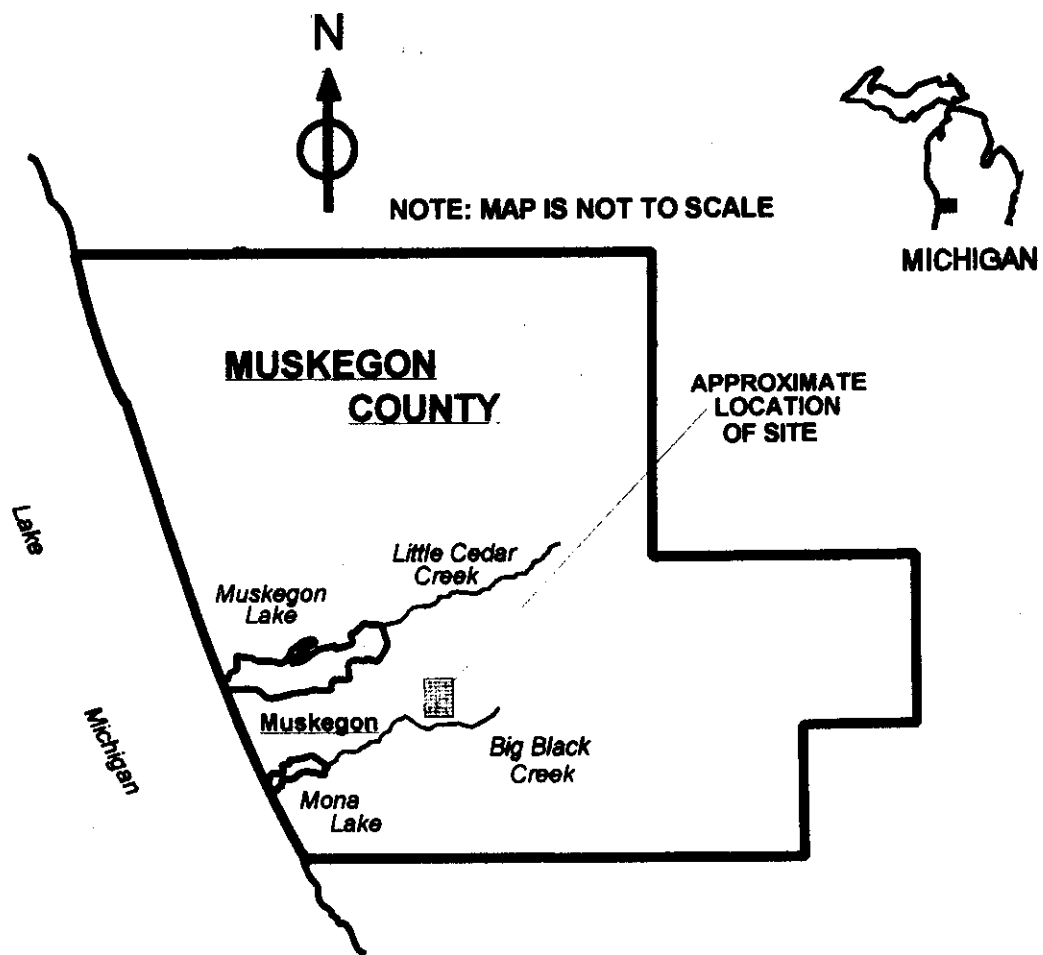 N
NOTE: MAP IS NOT TO SCALE
MICHIGAN
MUSKEGON
COUNTY
APPROXIMATE
LOCATION
OF SITE
Lake
Michigan
Little Cedar
Creek
Muskegon
Lake
Muskegon
Big Black
Creek
Mona
Lake